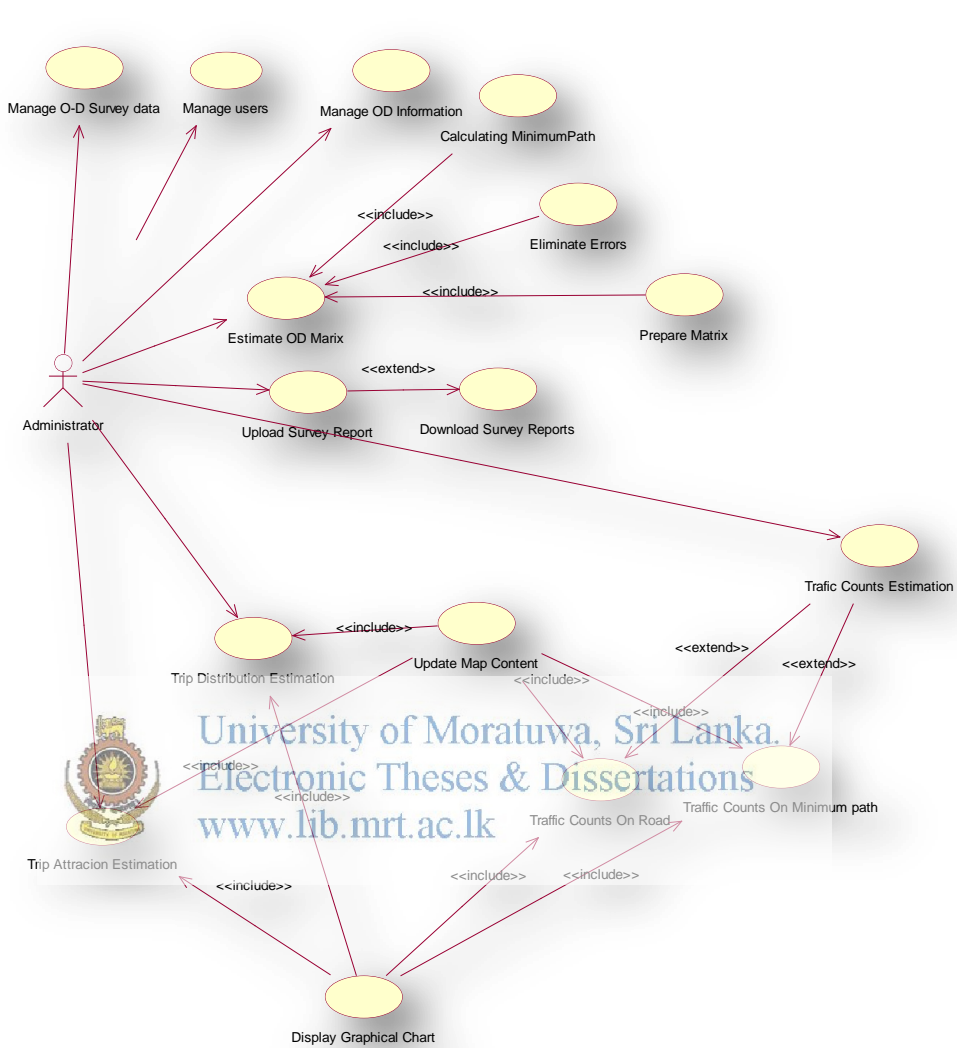 Manage O-D Survey data
Manage users
Manage OD Information
Calculating MinimumPath
<<include>>
<<include>>
Eliminate Errors
<<include>>
Estimate OD Marix
Prepare Matrix
<<extend>>
Administrator
Upload Survey Report
Download Survey Reports
Trafic Counts Estimation
<<include>>
<<extend>>
Update Map Content
<<extend>>
Trip Distribution Estimation
<<include>>
<<include>>
University of Moratuwa, Sri Lanka.
<<include>>
Electronic Theses & Dissertations
<<include>>
Traffic Counts On Minimum path
Traffic Counts On Road
www.lib.mrt.ac.lk
UNIVERSITY OF MORATUWA
Trip Attracion Estimation
<<include>>
<<include>>
<<include>>
Display Graphical Chart